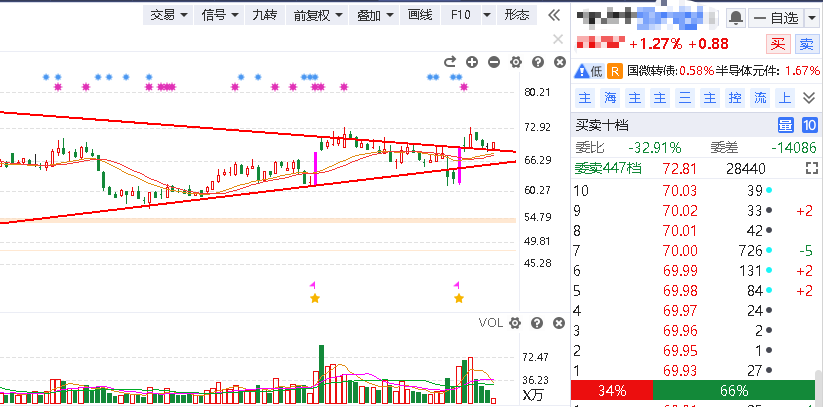 交易 信号 九转 前复权 叠加 画线 F10 形态
自选
+1.27% +0.88 买 卖
低 R 国微转债:0.58% 半导体元件: 1.67%
主 海 主 主 三 主 控 流 上
买卖十档 量 10
委比 -32.91% 委差 -14086
委卖447档 72.81 28440
10 70.03 39
9 70.02 33 +2
8 70.01 42
7 70.00 726 -5
6 69.99 131 +2
5 69.98 84 +2
4 69.97 24
3 69.96 2
2 69.95 1
1 69.93 27
34% 66%
80.21
72.92
66.29
60.27
54.79
49.81
45.28
VOL
72.47
36.23
X万